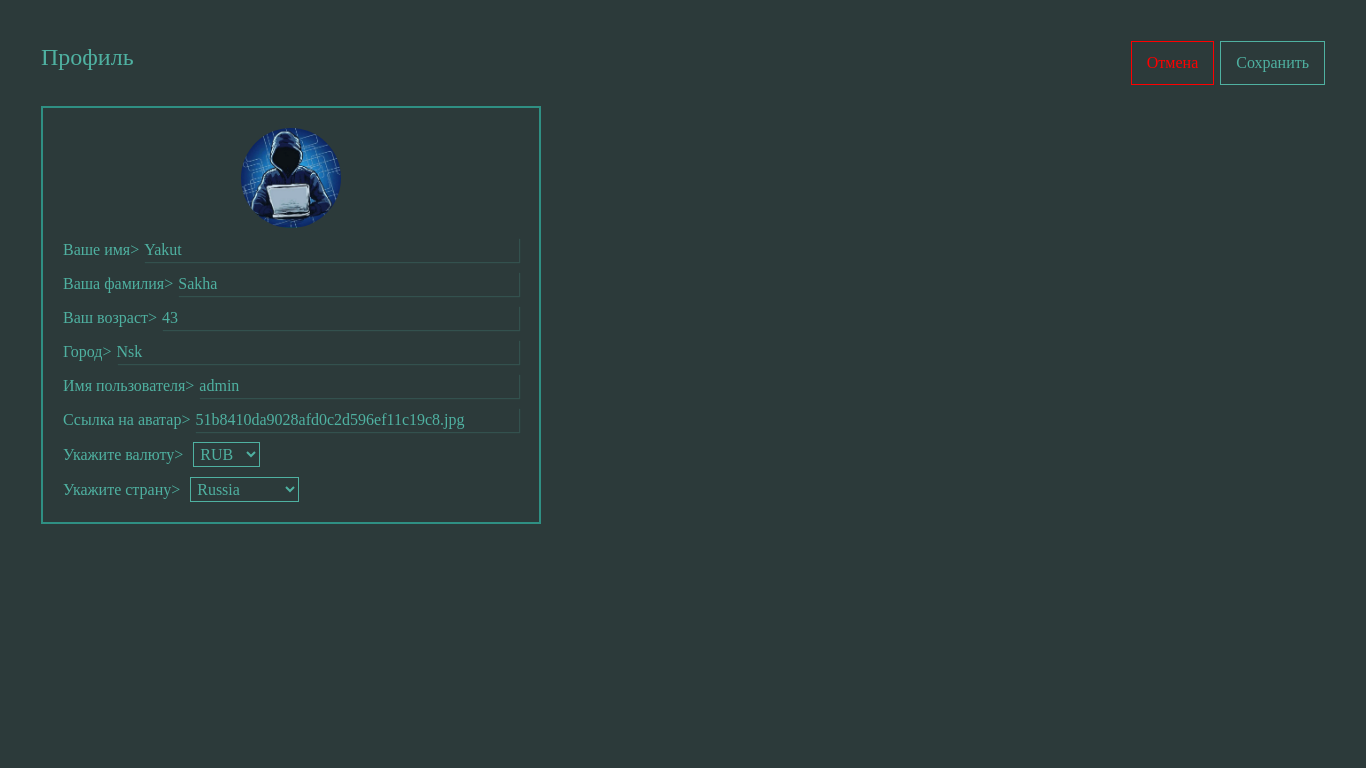 Профиль
Отмена Сохранить
Ваше имя> Yakut
Ваша фамилия> Sakha
Ваш возраст> 43
Город> Nsk
Имя пользователя> admin
Ссылка на аватар> 51b8410da9028afd0c2d596ef11c19c8.jpg
Укажите валюту> RUB
Укажите страну> Russia